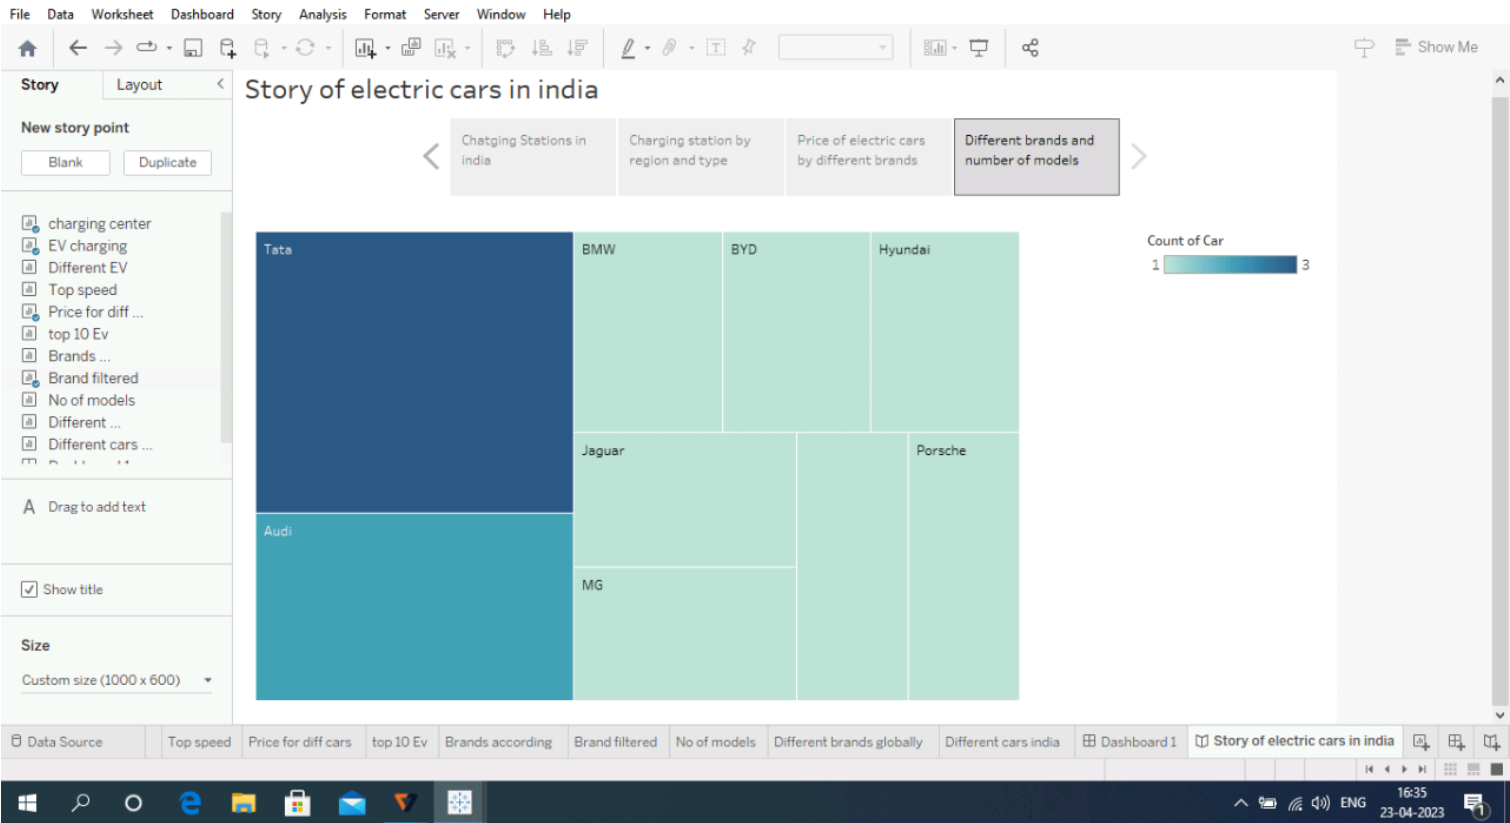 File Data Worksheet Dashboard Story Analysis Format Server Window Help
Show Me
Story Layout
New story point
Blank Duplicate
charging center
EV charging
Different EV
Top speed
Price for diff ...
top 10 Ev
Brands ...
Brand filtered
No of models
Different ...
Different cars ...
A Drag to add text
Show title
Size
Custom size (1000 x 600)
Story of electric cars in india
Chatging Stations in
india
Charging station by
region and type
Price of electric cars
by different brands
Different brands and
number of models
Tata
BMW
BYD
Hyundai
Audi
Jaguar
Porsche
MG
Count of Car
1 3
Data Source Top speed Price for diff cars top 10 Ev Brands according Brand filtered No of models Different brands globally Different cars india Dashboard 1 Story of electric cars in india
ENG
16:35
23-04-2023
1